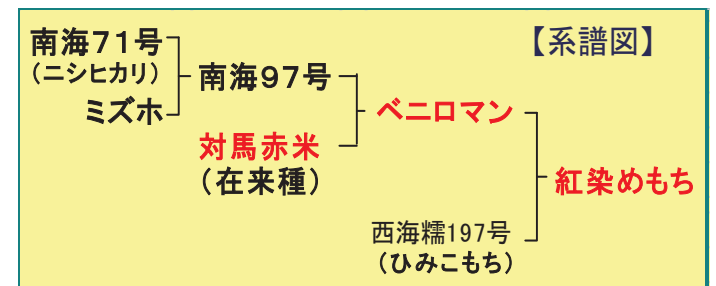 【系譜図】
南海７１号
（ニシヒカリ）
ミズホ
南海９７号
対馬赤米
（在来種）
ベニロマン
西海糯197号
（ひみこもち）
紅染めもち